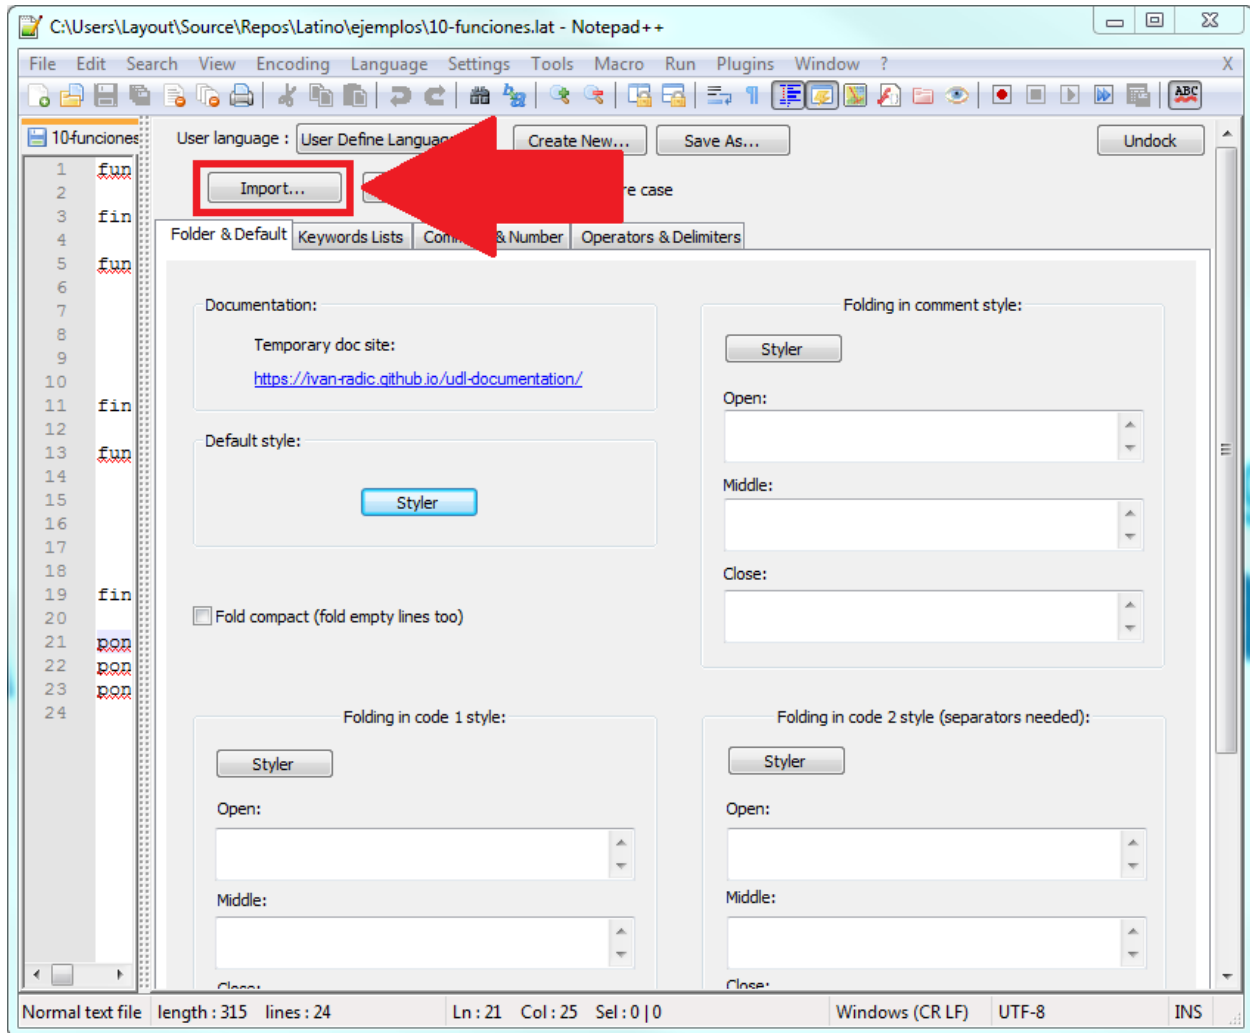 C:\Users\Layout\Source\Repos\Latino\ejemplos\10-funciones.lat - Notepad++
File Edit Search View Encoding Language Settings Tools Macro Run Plugins Window ? X
ABC
10-funciones
User language : User Define Language Create New... Save As... Undock
Import... case
Folder & Default Keywords Lists & Number Operators & Delimiters
1 fun
2
3 fin
4
5 fun
6
7
8
9
10
11 fin
12
13 fun
14
15
16
17
18
19 fin
20
21 pon
22 pon
23 pon
24
Documentation:
Temporary doc site:
https://ivan-radic.github.io/udl-documentation/
Default style:
Styler
Fold compact (fold empty lines too)
Folding in comment style:
Styler
Open:
Middle:
Close:
Folding in code 1 style:
Styler
Open:
Middle:
Close:
Folding in code 2 style (separators needed):
Styler
Open:
Middle:
Close:
Normal text file length : 315 lines : 24 Ln : 21 Col : 25 Sel : 0 | 0 Windows (CR LF) UTF-8 INS